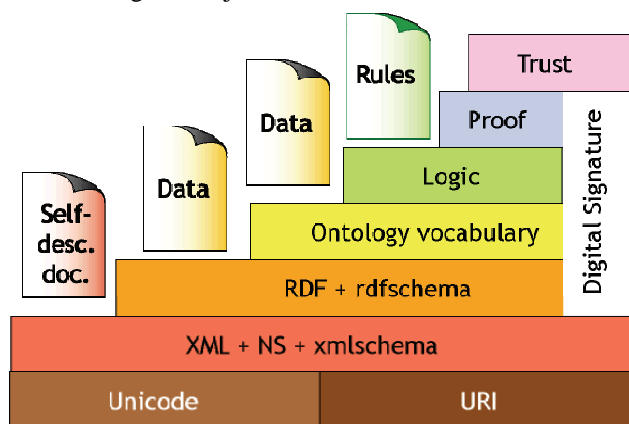 Trust
Rules
Proof
Data
Logic
Data
Ontology vocabulary
Self-
desc.
doc.
RDF + rdfschema
Digital Signature
XML + NS + xmlschema
Unicode
URI